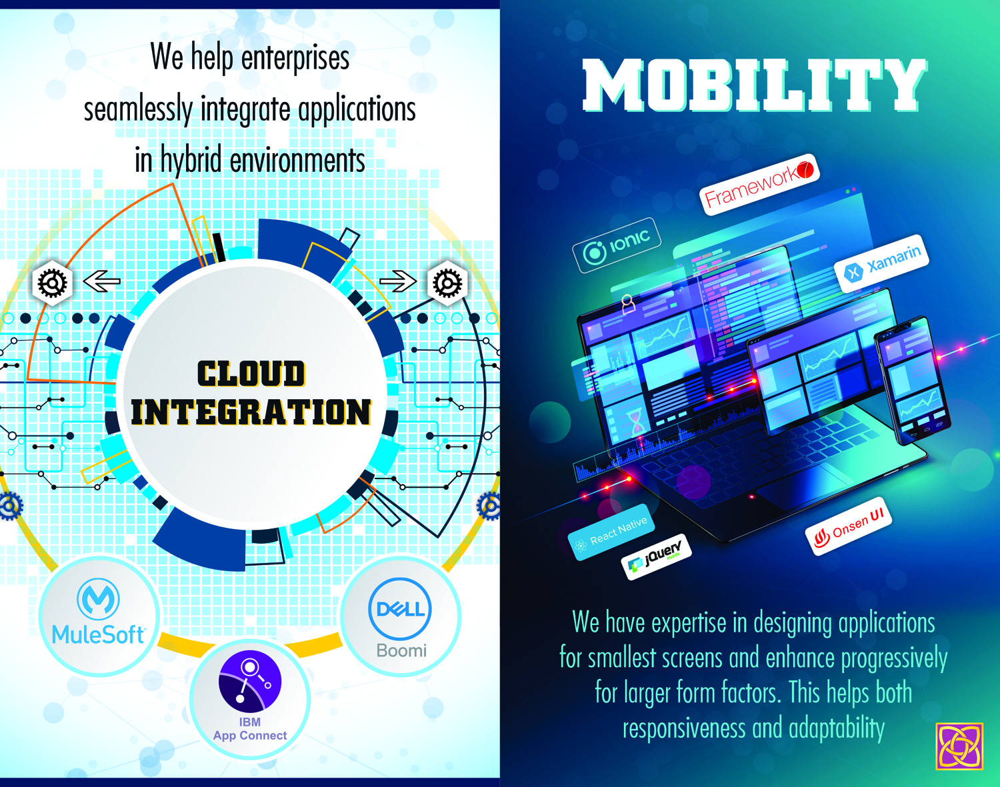 We help enterprises
seamlessly integrate applications
in hybrid environments
CLOUD
INTEGRATION
MuleSoft
DELL
Boomi
IBM
App Connect
MOBILITY
Framework
IONIC
Xamarin
React Native
jQuery
mobile
Onsen UI
We have expertise in designing applications
for smallest screens and enhance progressively
for larger form factors. This helps both
responsiveness and adaptability